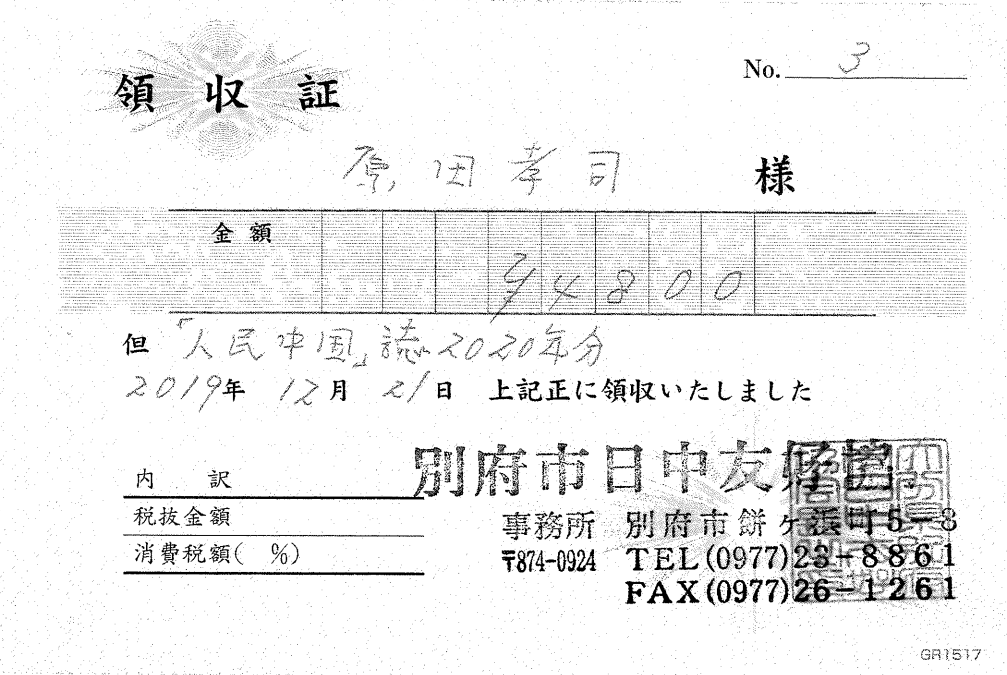 領収証
No. 3
原田孝司 様
金額 ¥4800
但 「人民中国」誌2020年分
2019年 12月 21日 上記正に領収いたしました
別府市日中友好協
内訳
事務所 別府市餅ヶ浜町5-8
税抜金額
〒874-0924 TEL(0977)23-8861
消費税額( %)
FAX(0977)26-1261
GR1517